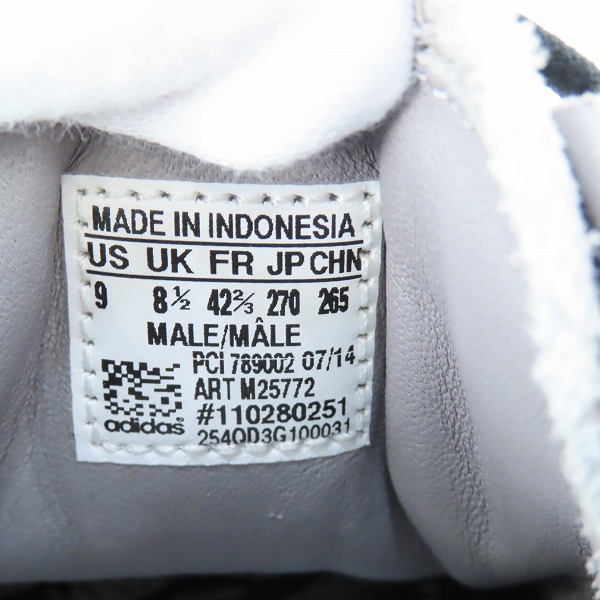 MADE IN INDONESIA
US UK FR JP CHN
9 8½ 42⅔ 270 265
MALE/MÂLE
PCI 789002 07/14
ART M25772
#110280251
adidas 254QD3G100031